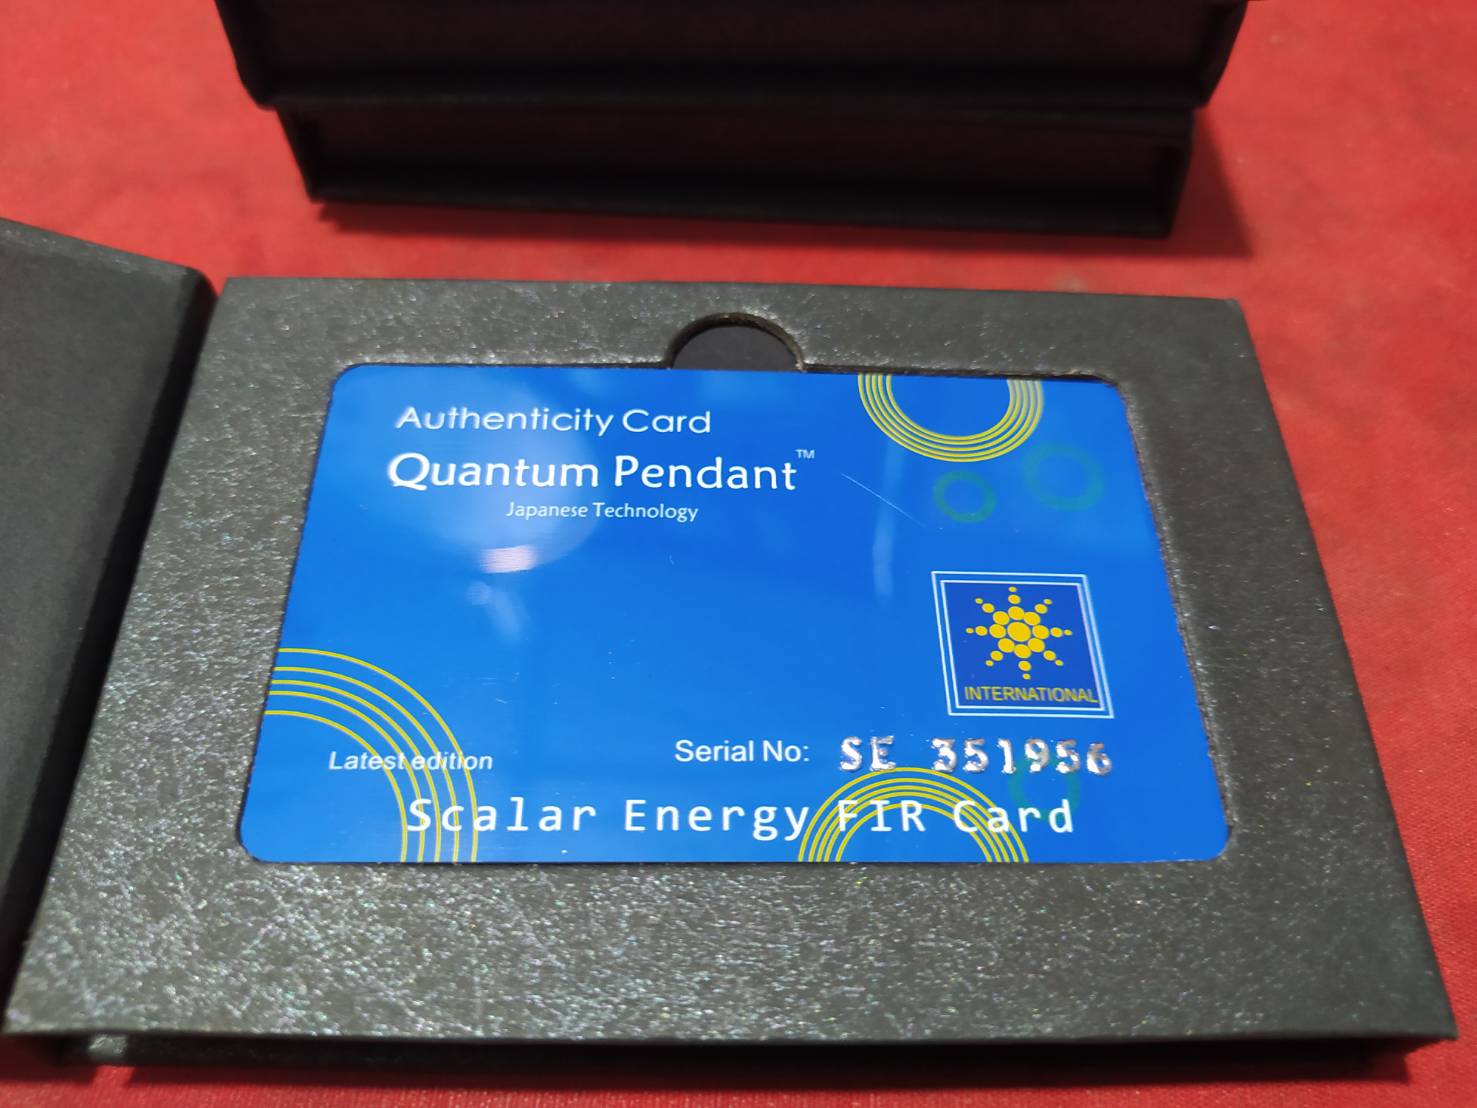 Authenticity Card
Quantum Pendant™
Japanese Technology
INTERNATIONAL
Latest edition
Serial No: SE 351956
Scalar Energy FIR Card